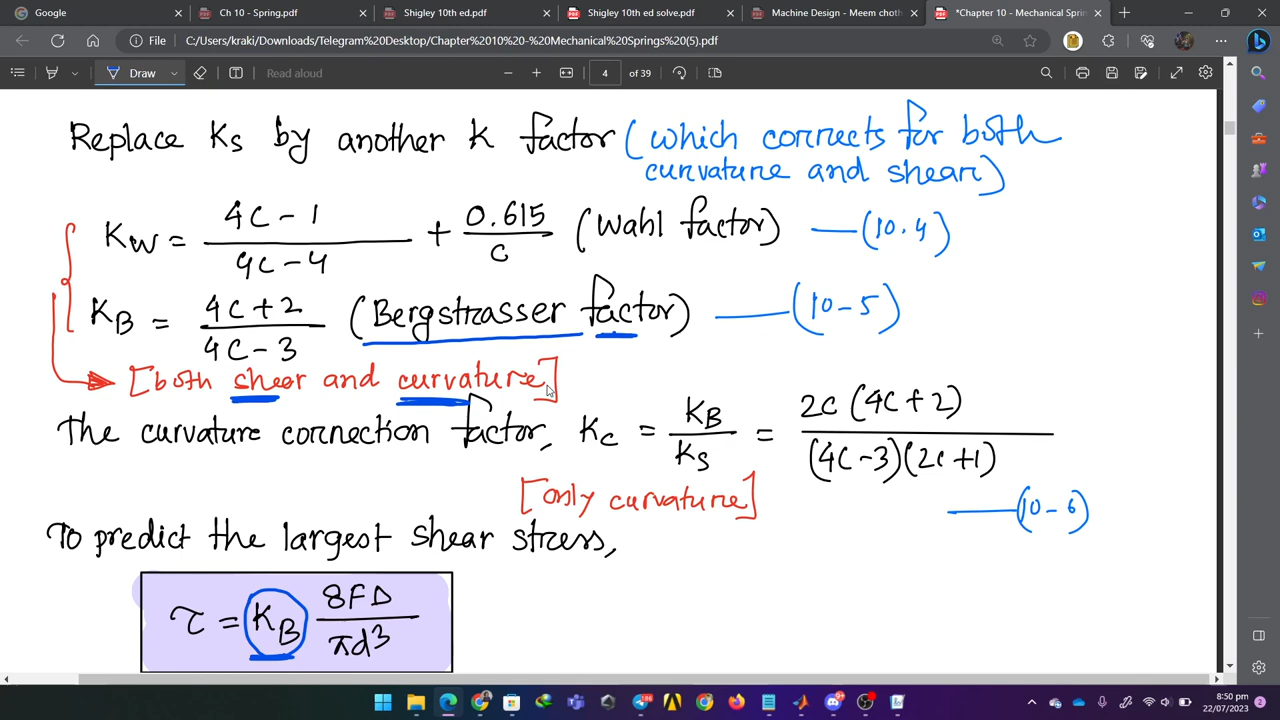 Google
Ch 10 - Spring.pdf
Shigley 10th ed.pdf
Shigley 10th ed solve.pdf
Machine Design - Meem choth
*Chapter 10 - Mechanical Sprin
File
C:/Users/kraki/Downloads/Telegram%20Desktop/Chapter%2010%20-%20Mechanical%20Springs%20(5).pdf
Draw
Read aloud
4
of 39
Replace Ks by another k factor (which corrects for both
curvature and shear)
Kw = (4C - 1)/(4C - 4) + 0.615/C (Wahl factor) — (10.4)
KB = (4C + 2)/(4C - 3) (Bergstrasser factor) — (10-5)
[both shear and curvature]
The curvature correction factor, Kc = KB/Ks = 2C(4C+2)/(4C-3)(2C+1)
[only curvature]
— (10-6)
To predict the largest shear stress,
τ = KB 8FD/πd³
8:50 pm
22/07/2023